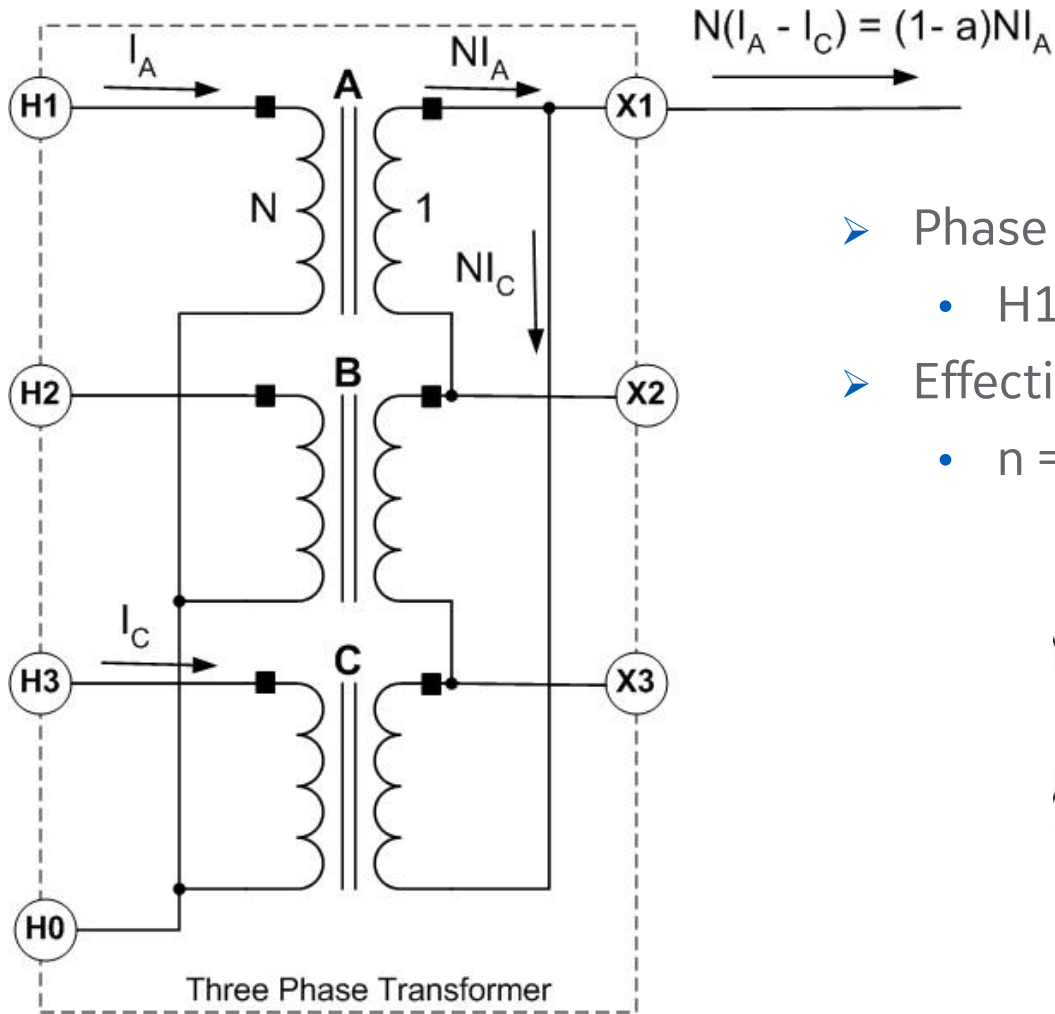 N(I_A - I_C) = (1- a)NI_A
I_A
NI_A
A
H1
X1
N
1
NI_C
➤ Phase
• H1
➤ Effecti
• n =
B
H2
X2
I_C
C
H3
X3
H0
Three Phase Transformer